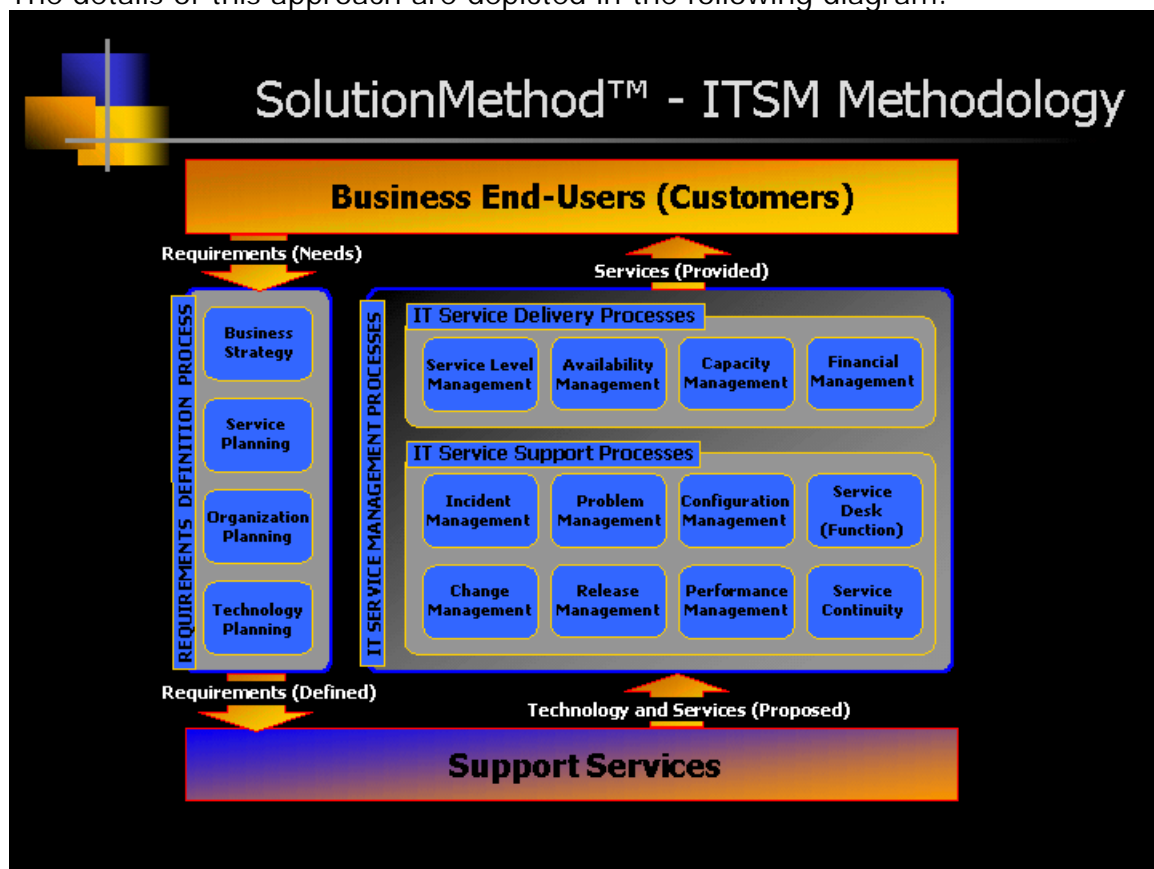 The details of this approach are depicted in the following diagram:
SolutionMethod™ - ITSM Methodology
Business End-Users (Customers)
Requirements (Needs)
Services (Provided)
REQUIREMENTS DEFINITION PROCESS
Business
Strategy
Service
Planning
Organization
Planning
Technology
Planning
IT SERVICE MANAGEMENT PROCESSES
IT Service Delivery Processes
Service Level
Management
Availability
Management
Capacity
Management
Financial
Management
IT Service Support Processes
Incident
Management
Problem
Management
Configuration
Management
Service
Desk
(Function)
Change
Management
Release
Management
Performance
Management
Service
Continuity
Requirements (Defined)
Technology and Services (Proposed)
Support Services